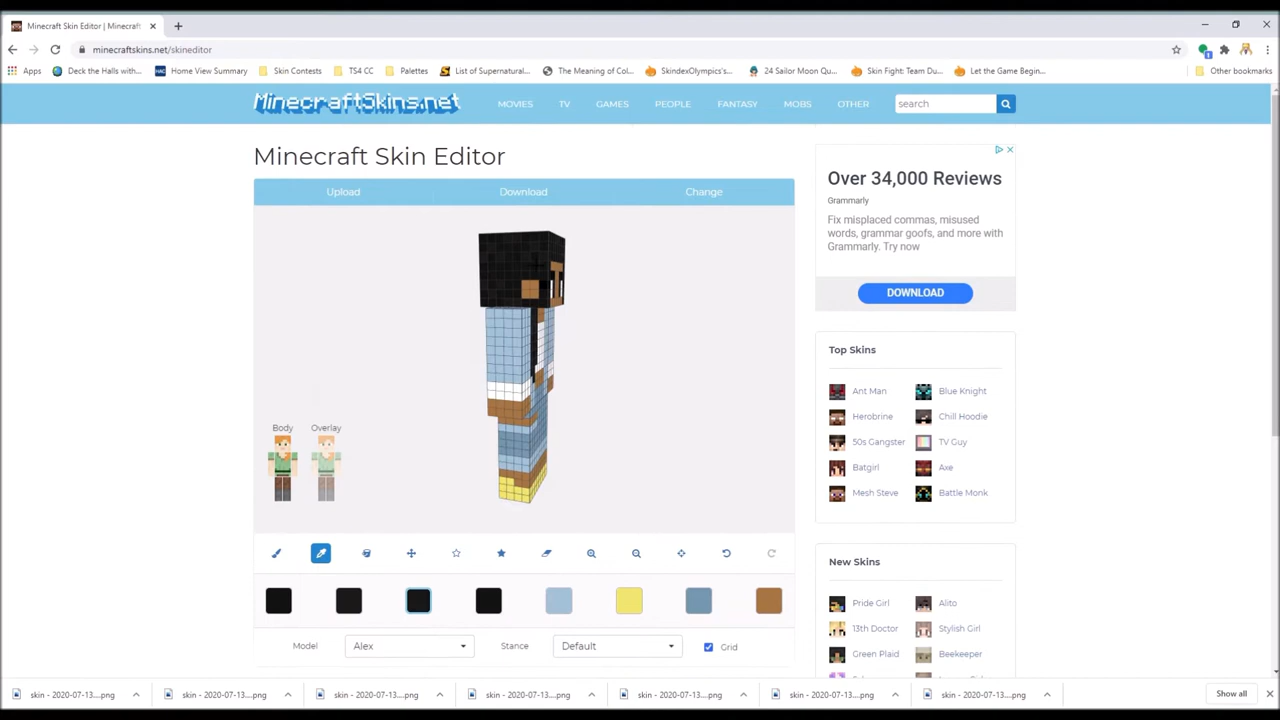 Minecraft Skin Editor | Minecraft
minecraftskins.net/skineditor
Apps Deck the Halls with... Home View Summary Skin Contests TS4 CC Palettes List of Supernatural... The Meaning of Col... SkindexOlympics's... 24 Sailor Moon Qu... Skin Fight: Team Du... Let the Game Begin... Other bookmarks
MinecraftSkins.net MOVIES TV GAMES PEOPLE FANTASY MOBS OTHER search
Minecraft Skin Editor
Upload Download Change
Body Overlay
Model Alex Stance Default Grid
Over 34,000 Reviews
Grammarly
Fix misplaced commas, misused
words, grammar goofs, and more with
Grammarly. Try now
DOWNLOAD
Top Skins
Ant Man Blue Knight
Herobrine Chill Hoodie
50s Gangster TV Guy
Batgirl Axe
Mesh Steve Battle Monk
New Skins
Pride Girl Alito
13th Doctor Stylish Girl
Green Plaid Beekeeper
skin - 2020-07-13....png skin - 2020-07-13....png skin - 2020-07-13....png skin - 2020-07-13....png skin - 2020-07-13....png skin - 2020-07-13....png skin - 2020-07-13....png Show all